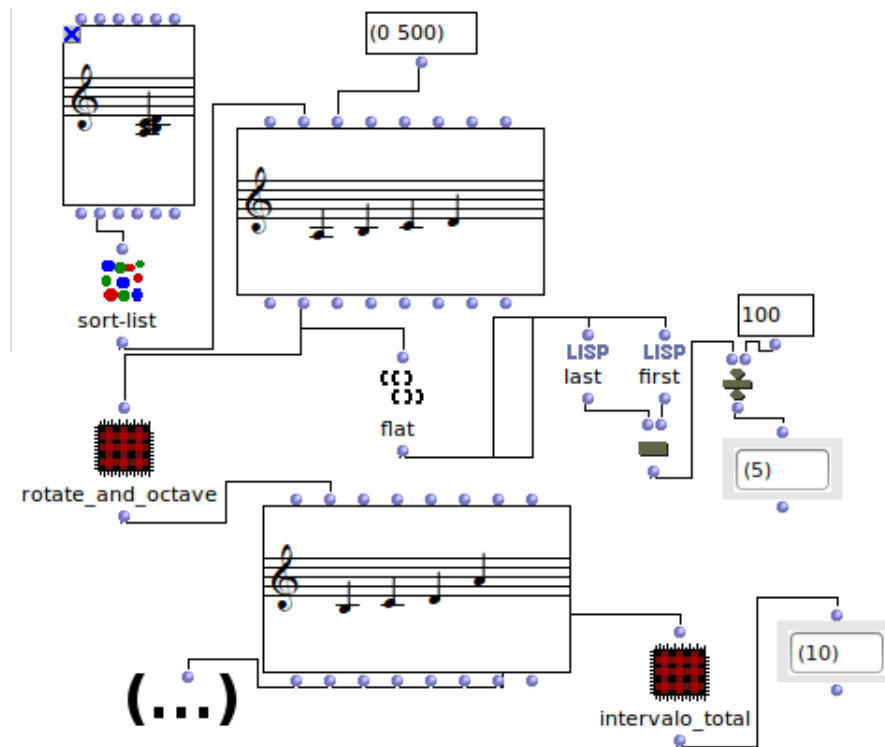 (0 500)
sort-list
100
LISP LISP
last first
flat
(5)
rotate_and_octave
(10)
(...)
intervalo_total